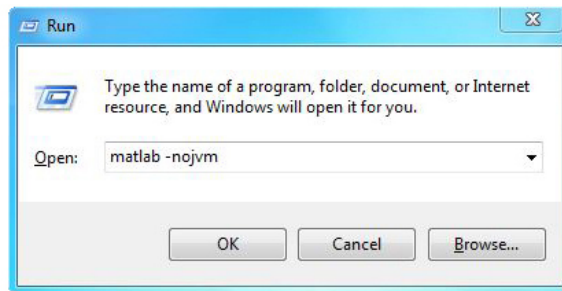 Run
Type the name of a program, folder, document, or Internet
resource, and Windows will open it for you.
Open: matlab -nojvm
OK Cancel Browse...